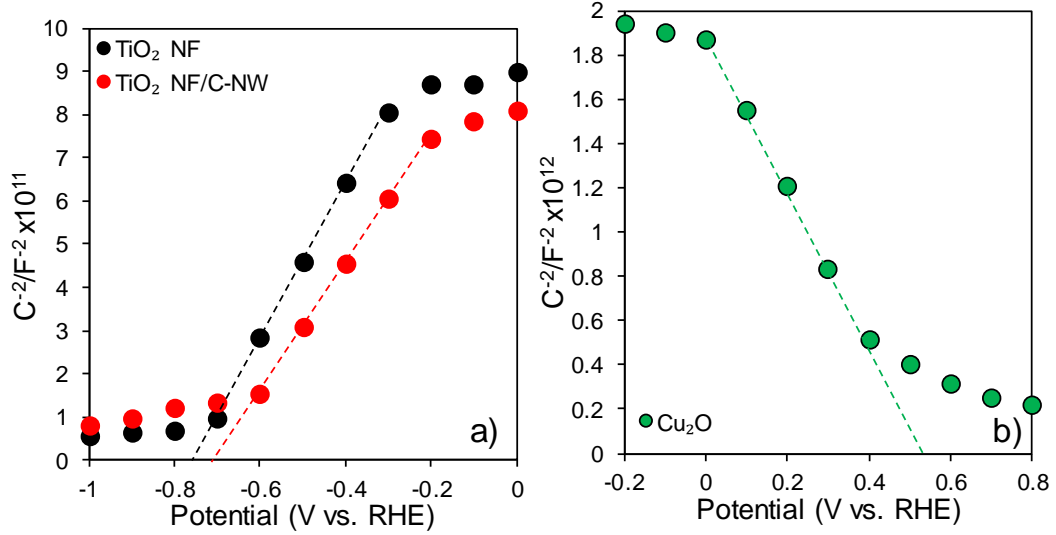 10
9
8
7
6
5
4
3
2
1
0
C⁻²/F⁻² x10¹¹
TiO₂ NF
TiO₂ NF/C-NW
a)
-1 -0.8 -0.6 -0.4 -0.2 0
Potential (V vs. RHE)
b)
2
1.8
1.6
1.4
1.2
1
0.8
0.6
0.4
0.2
0
C⁻²/F⁻² x10¹²
Cu₂O
b)
-0.2 0 0.2 0.4 0.6 0.8
Potential (V vs. RHE)